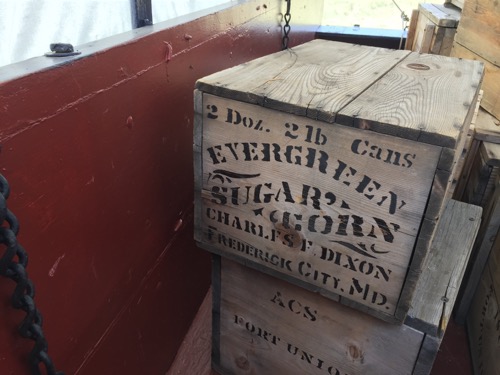 2 Doz. 2 lb Cans
EVERGREEN
SUGAR
CORN
CHARLES F. DIXON
FREDERICK CITY, MD.
ACS
FORT UNION